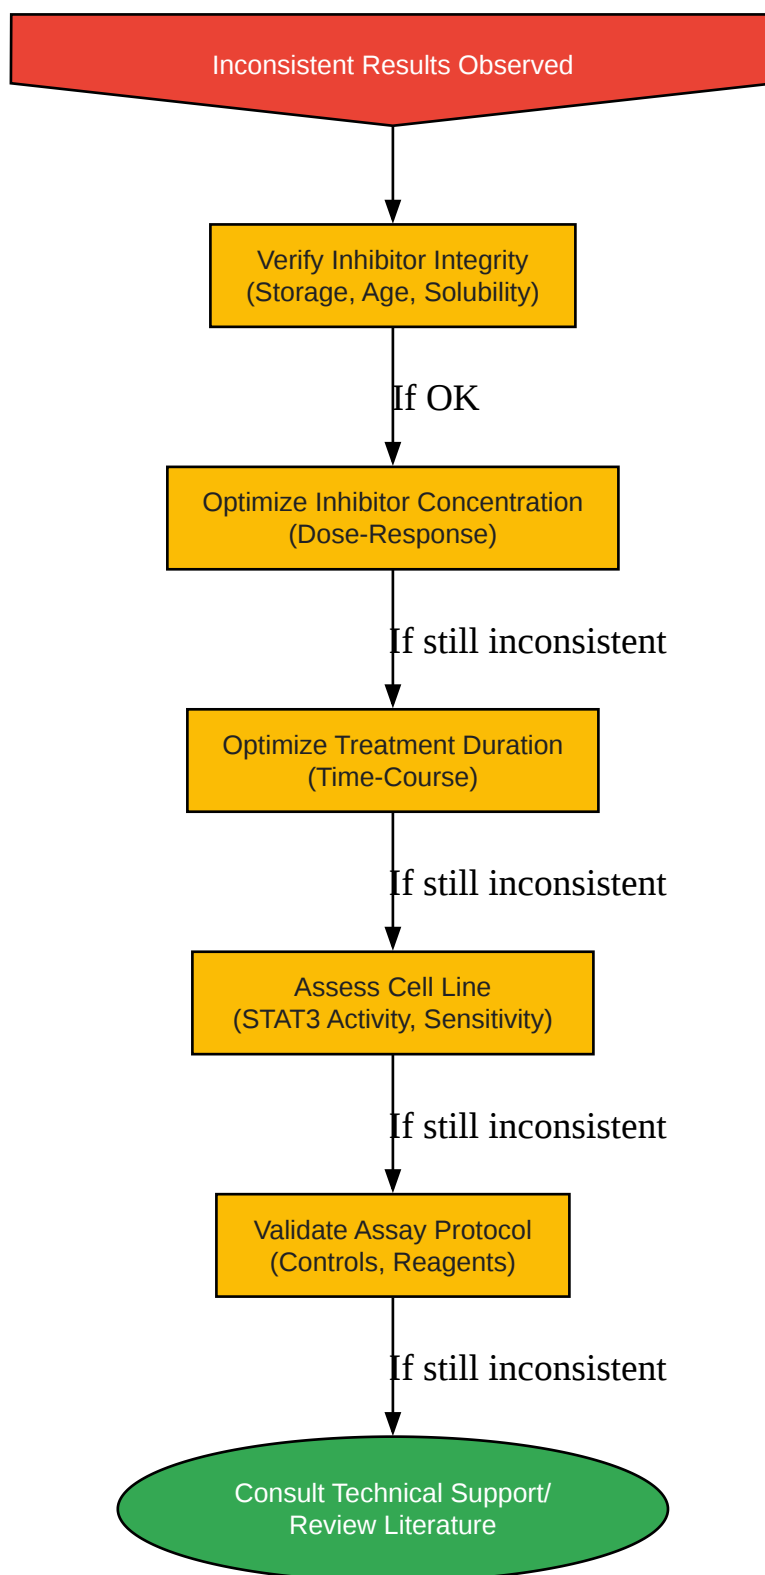 Inconsistent Results Observed
Verify Inhibitor Integrity
(Storage, Age, Solubility)
If OK
Optimize Inhibitor Concentration
(Dose-Response)
If still inconsistent
Optimize Treatment Duration
(Time-Course)
If still inconsistent
Assess Cell Line
(STAT3 Activity, Sensitivity)
If still inconsistent
Validate Assay Protocol
(Controls, Reagents)
If still inconsistent
Consult Technical Support/
Review Literature